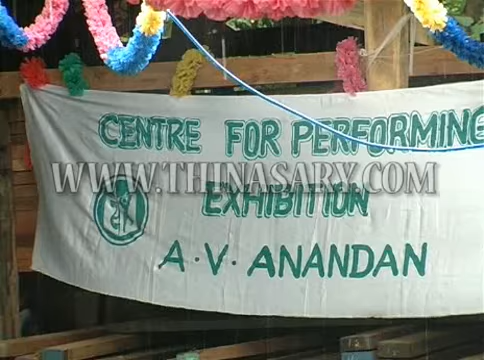 CENTRE FOR PERFORMING
WWW.THINASARY.COM
EXHIBITION
A.V. ANANDAN